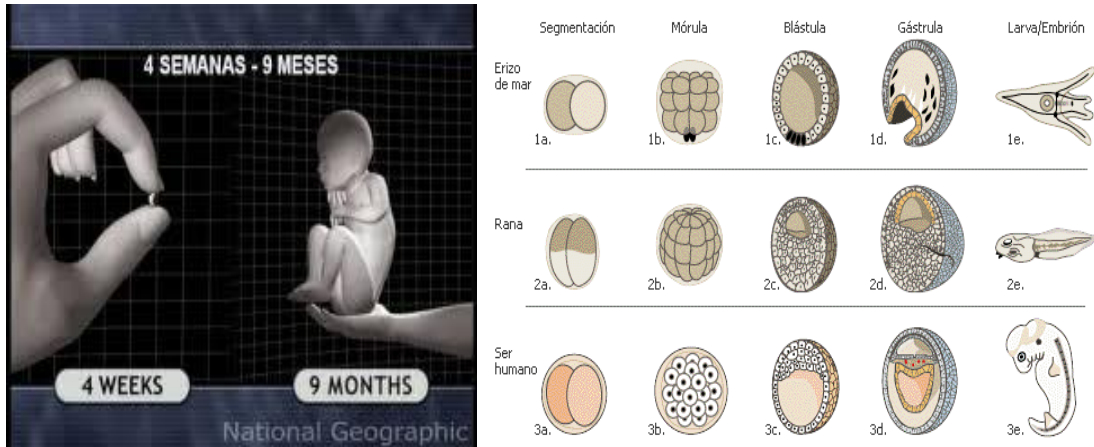 4 SEMANAS - 9 MESES
4 WEEKS
9 MONTHS
National Geographic
Segmentación
Mórula
Blástula
Gástrula
Larva/Embrión
Erizo
de mar
1a.
1b.
1c.
1d.
1e.
Rana
2a.
2b.
2c.
2d.
2e.
Ser
humano
3a.
3b.
3c.
3d.
3e.